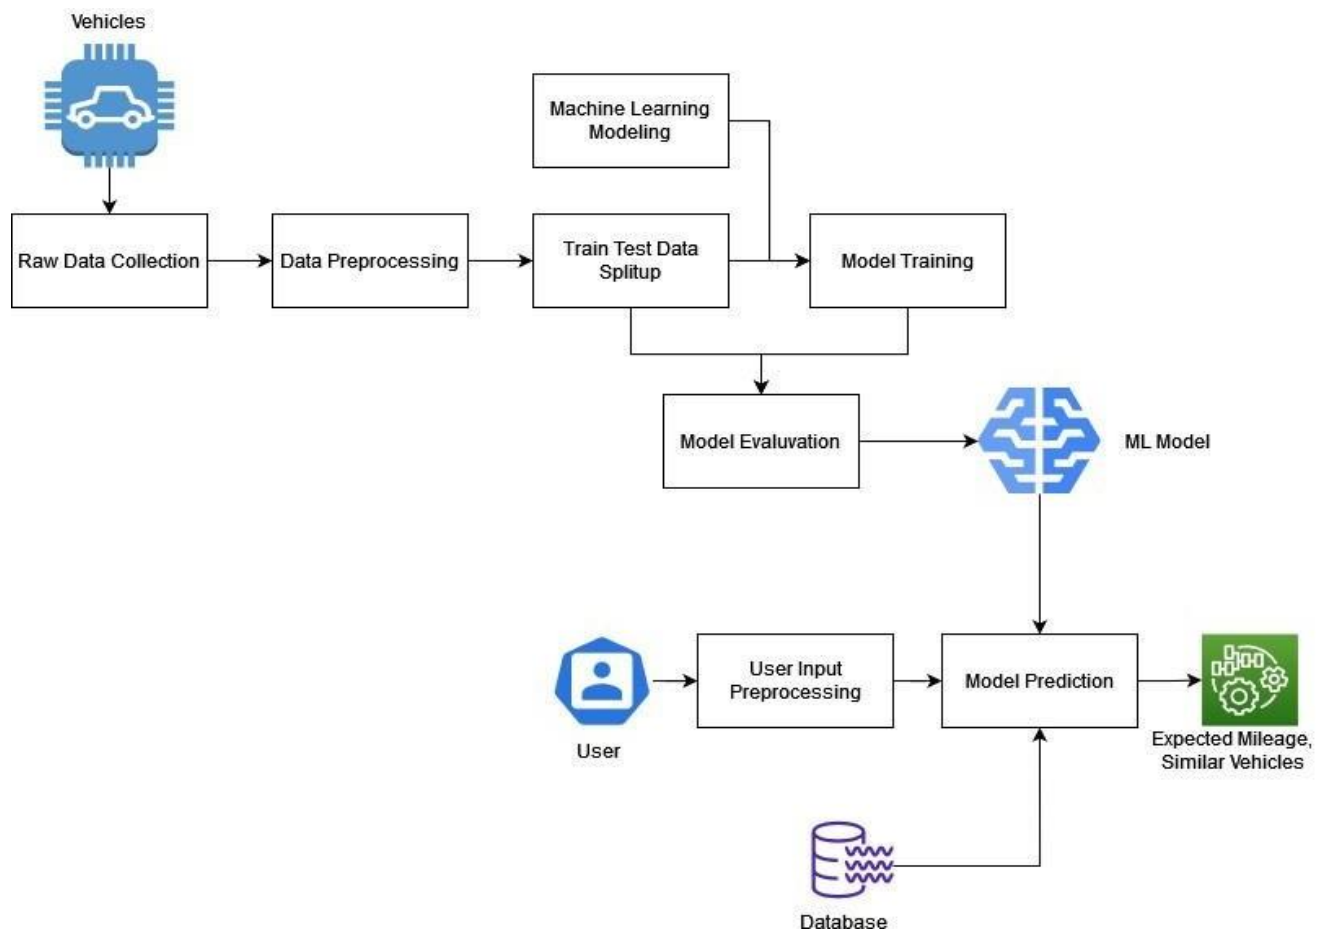 Vehicles
Machine Learning
Modeling
Raw Data Collection
Data Preprocessing
Train Test Data
Splitup
Model Training
Model Evaluvation
ML Model
User Input
Preprocessing
Model Prediction
User
Expected Mileage,
Similar Vehicles
Database